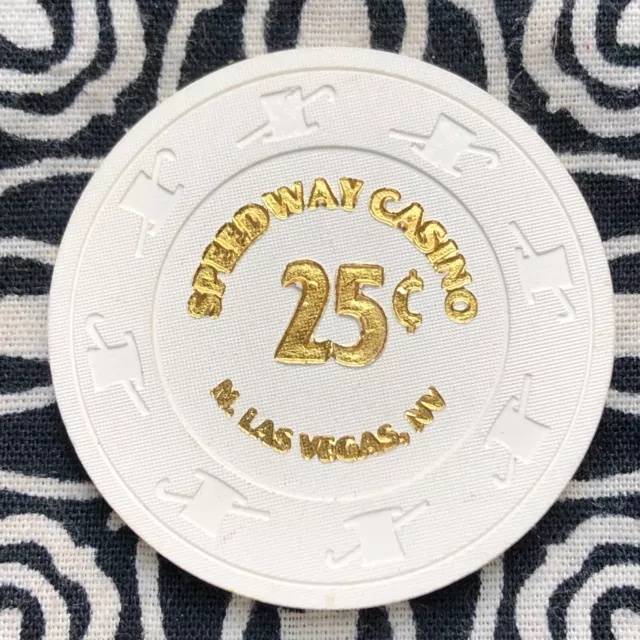 SPEEDWAY CASINO
25¢
N. LAS VEGAS, NV